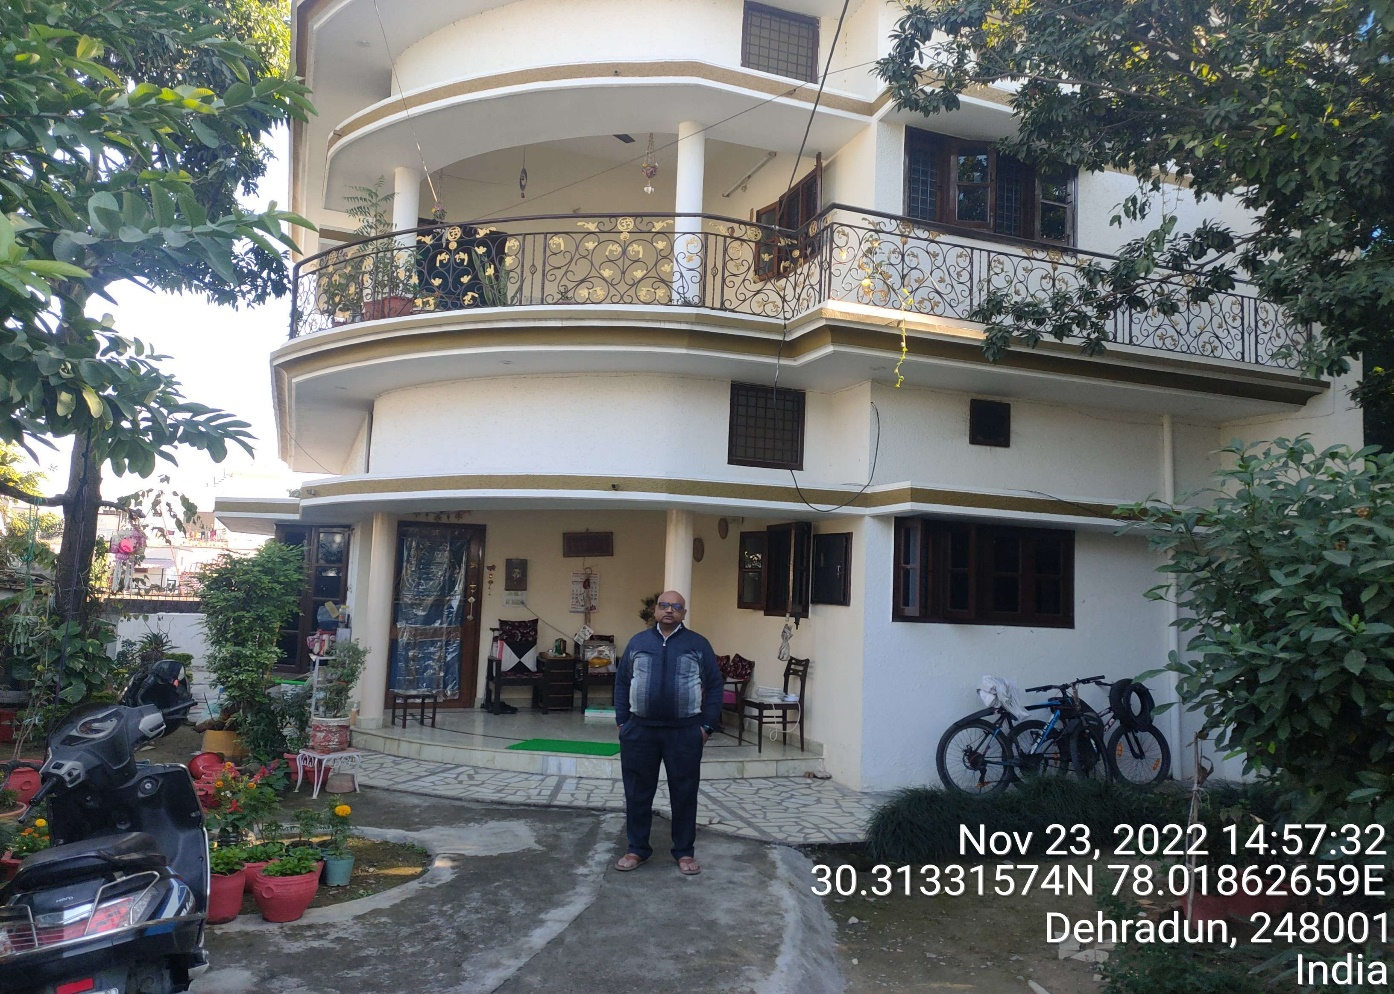 Nov 23, 2022 14:57:32
30.31331574N 78.01862659E
Dehradun, 248001
India